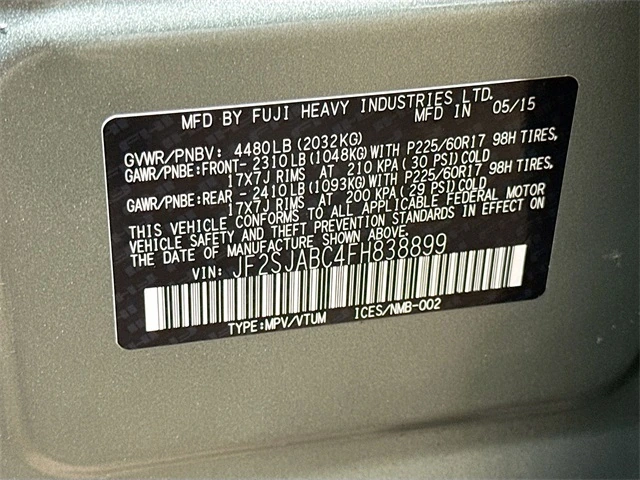 MFD BY FUJI HEAVY INDUSTRIES LTD.
MFD IN 05/15
GVWR/PNBV: 4480LB(2032KG)
GAWR/PNBE:FRONT- 2310LB(1048KG)WITH P225/60R17 98H TIRES,
17x7J RIMS AT 210 KPA(30 PSI)COLD
GAWR/PNBE:REAR - 2410LB(1093KG)WITH P225/60R17 98H TIRES,
17x7J RIMS AT 200 KPA(29 PSI)COLD
THIS VEHICLE CONFORMS TO ALL APPLICABLE FEDERAL MOTOR
VEHICLE SAFETY AND THEFT PREVENTION STANDARDS IN EFFECT ON
THE DATE OF MANUFACTURE SHOWN ABOVE.
VIN: JF2SJABC4FH838899
TYPE:MPV/VTUM ICES/NMB-002